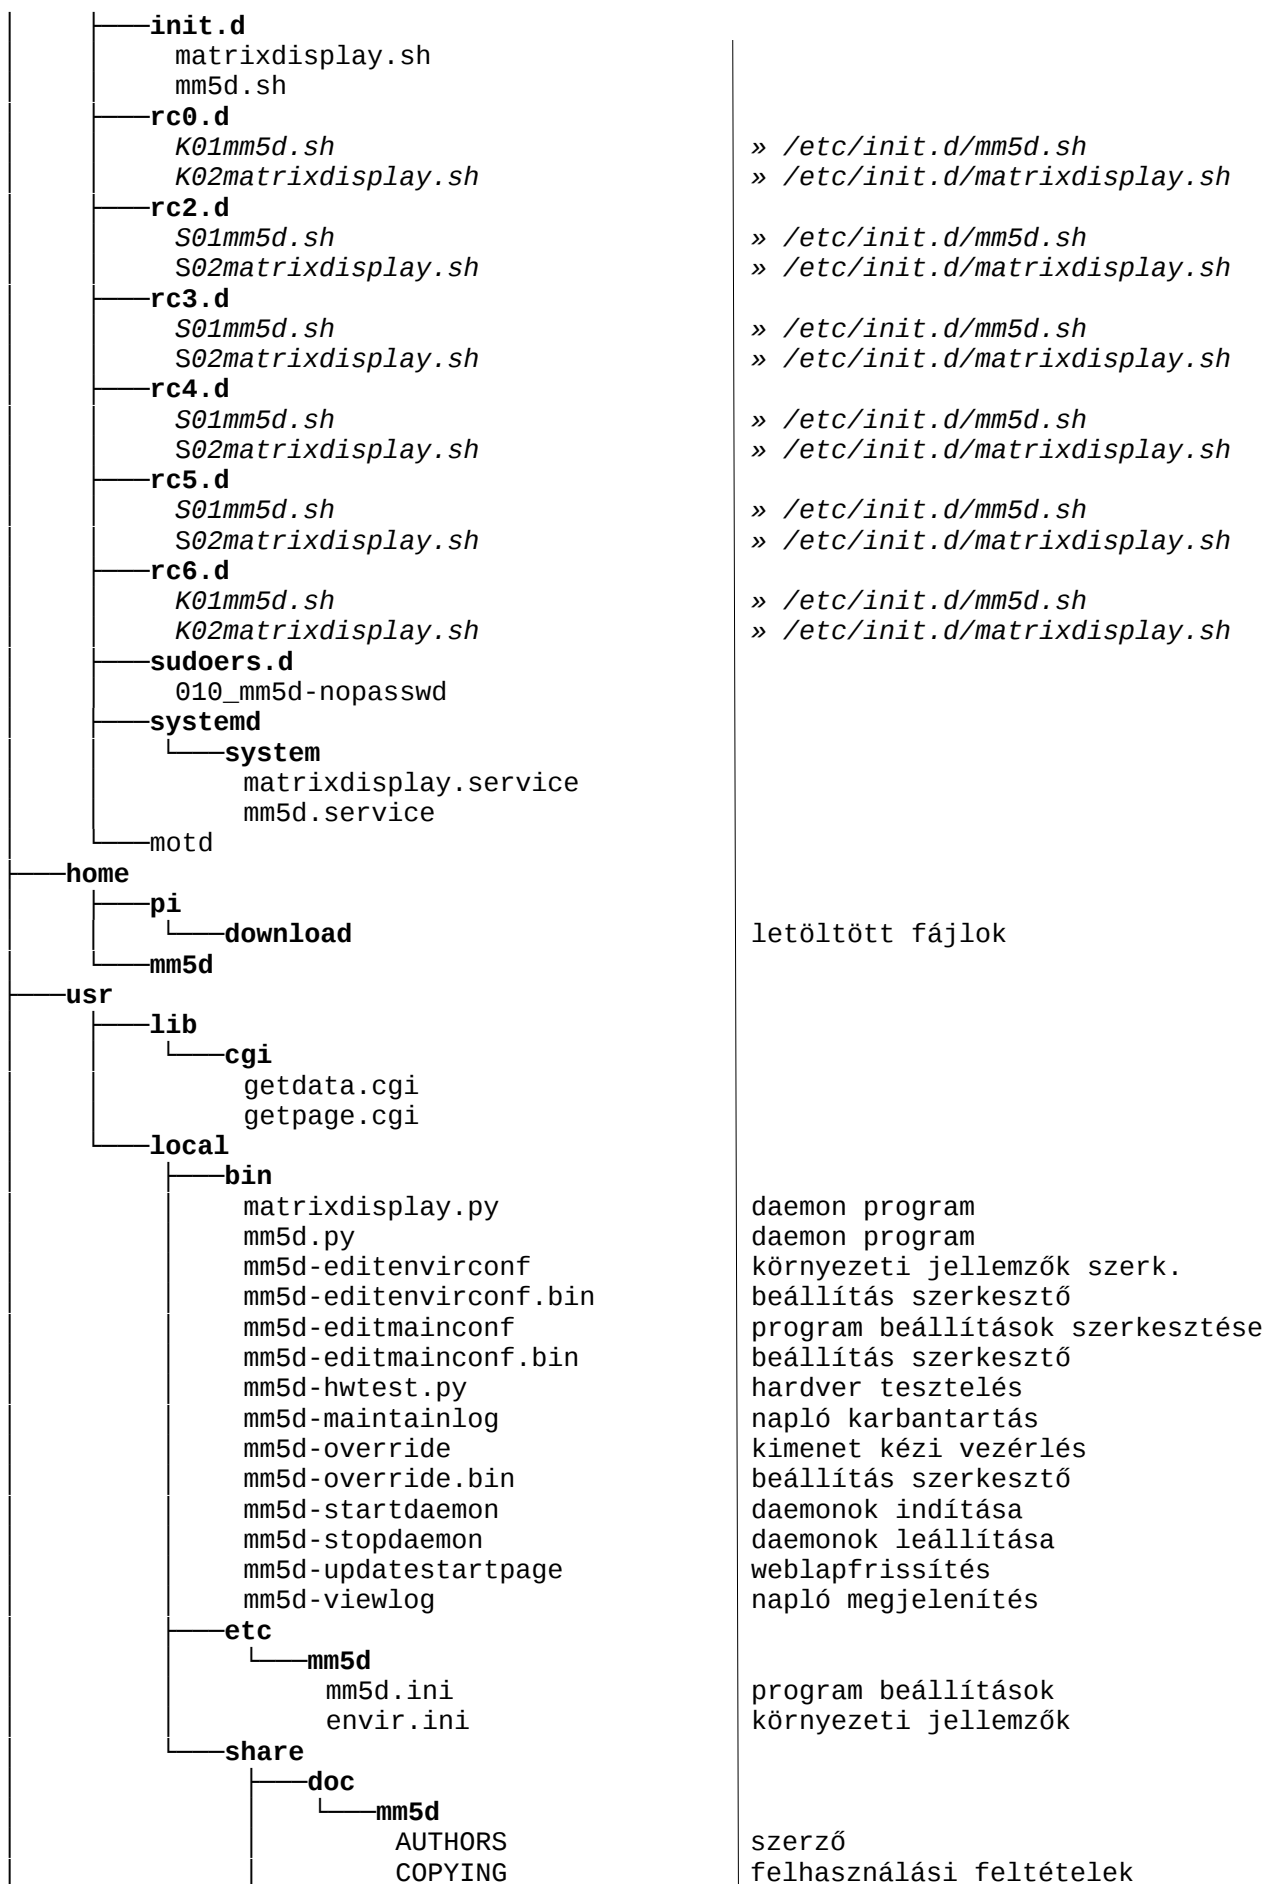 init.d
matrixdisplay.sh
mm5d.sh
rc0.d
K01mm5d.sh » /etc/init.d/mm5d.sh
K02matrixdisplay.sh » /etc/init.d/matrixdisplay.sh
rc2.d
S01mm5d.sh » /etc/init.d/mm5d.sh
S02matrixdisplay.sh » /etc/init.d/matrixdisplay.sh
rc3.d
S01mm5d.sh » /etc/init.d/mm5d.sh
S02matrixdisplay.sh » /etc/init.d/matrixdisplay.sh
rc4.d
S01mm5d.sh » /etc/init.d/mm5d.sh
S02matrixdisplay.sh » /etc/init.d/matrixdisplay.sh
rc5.d
S01mm5d.sh » /etc/init.d/mm5d.sh
S02matrixdisplay.sh » /etc/init.d/matrixdisplay.sh
rc6.d
K01mm5d.sh » /etc/init.d/mm5d.sh
K02matrixdisplay.sh » /etc/init.d/matrixdisplay.sh
sudoers.d
010_mm5d-nopasswd
systemd
system
matrixdisplay.service
mm5d.service
motd
home
pi
download letöltött fájlok
mm5d
usr
lib
cgi
getdata.cgi
getpage.cgi
local
bin
matrixdisplay.py daemon program
mm5d.py daemon program
mm5d-editenvirconf környezeti jellemzők szerk.
mm5d-editenvirconf.bin beállítás szerkesztő
mm5d-editmainconf program beállítások szerkesztése
mm5d-editmainconf.bin beállítás szerkesztő
mm5d-hwtest.py hardver tesztelés
mm5d-maintainlog napló karbantartás
mm5d-override kimenet kézi vezérlés
mm5d-override.bin beállítás szerkesztő
mm5d-startdaemon daemonok indítása
mm5d-stopdaemon daemonok leállítása
mm5d-updatestartpage weblapfrissítés
mm5d-viewlog napló megjelenítés
etc
mm5d
mm5d.ini program beállítások
envir.ini környezeti jellemzők
share
doc
mm5d
AUTHORS szerző
COPYING felhasználási feltételek